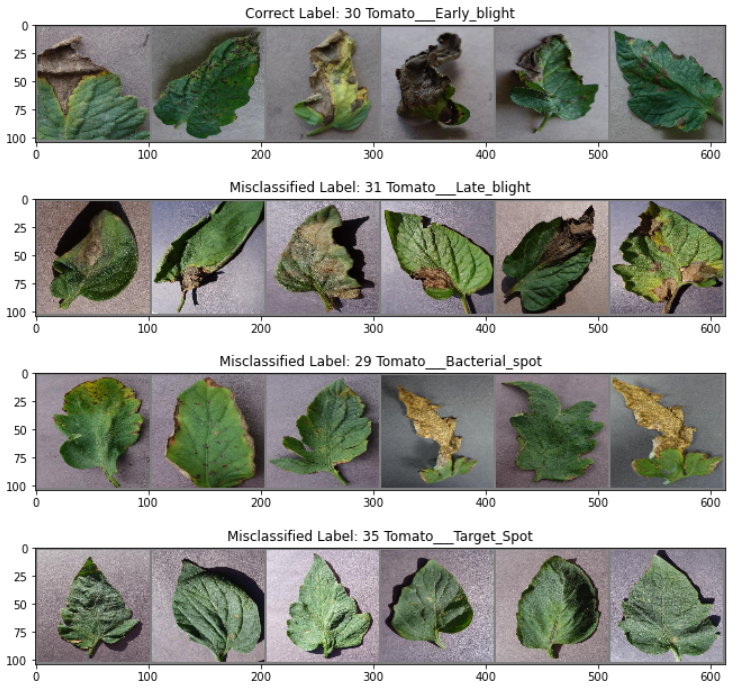 Correct Label: 30 Tomato___Early_blight
0
25
50
75
100
0 100 200 300 400 500 600
Misclassified Label: 31 Tomato___Late_blight
0
25
50
75
100
0 100 200 300 400 500 600
Misclassified Label: 29 Tomato___Bacterial_spot
0
25
50
75
100
0 100 200 300 400 500 600
Misclassified Label: 35 Tomato___Target_Spot
0
25
50
75
100
0 100 200 300 400 500 600